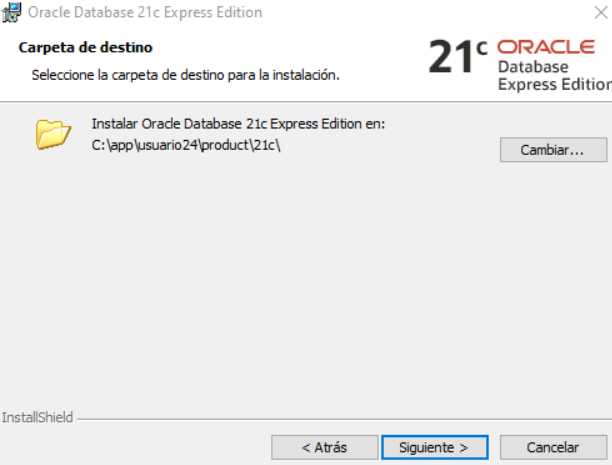 Oracle Database 21c Express Edition
Carpeta de destino
Seleccione la carpeta de destino para la instalación.
21c ORACLE
Database
Express Edition
Instalar Oracle Database 21c Express Edition en:
C:\app\usuario24\product\21c\
Cambiar...
InstallShield
< Atrás
Siguiente >
Cancelar